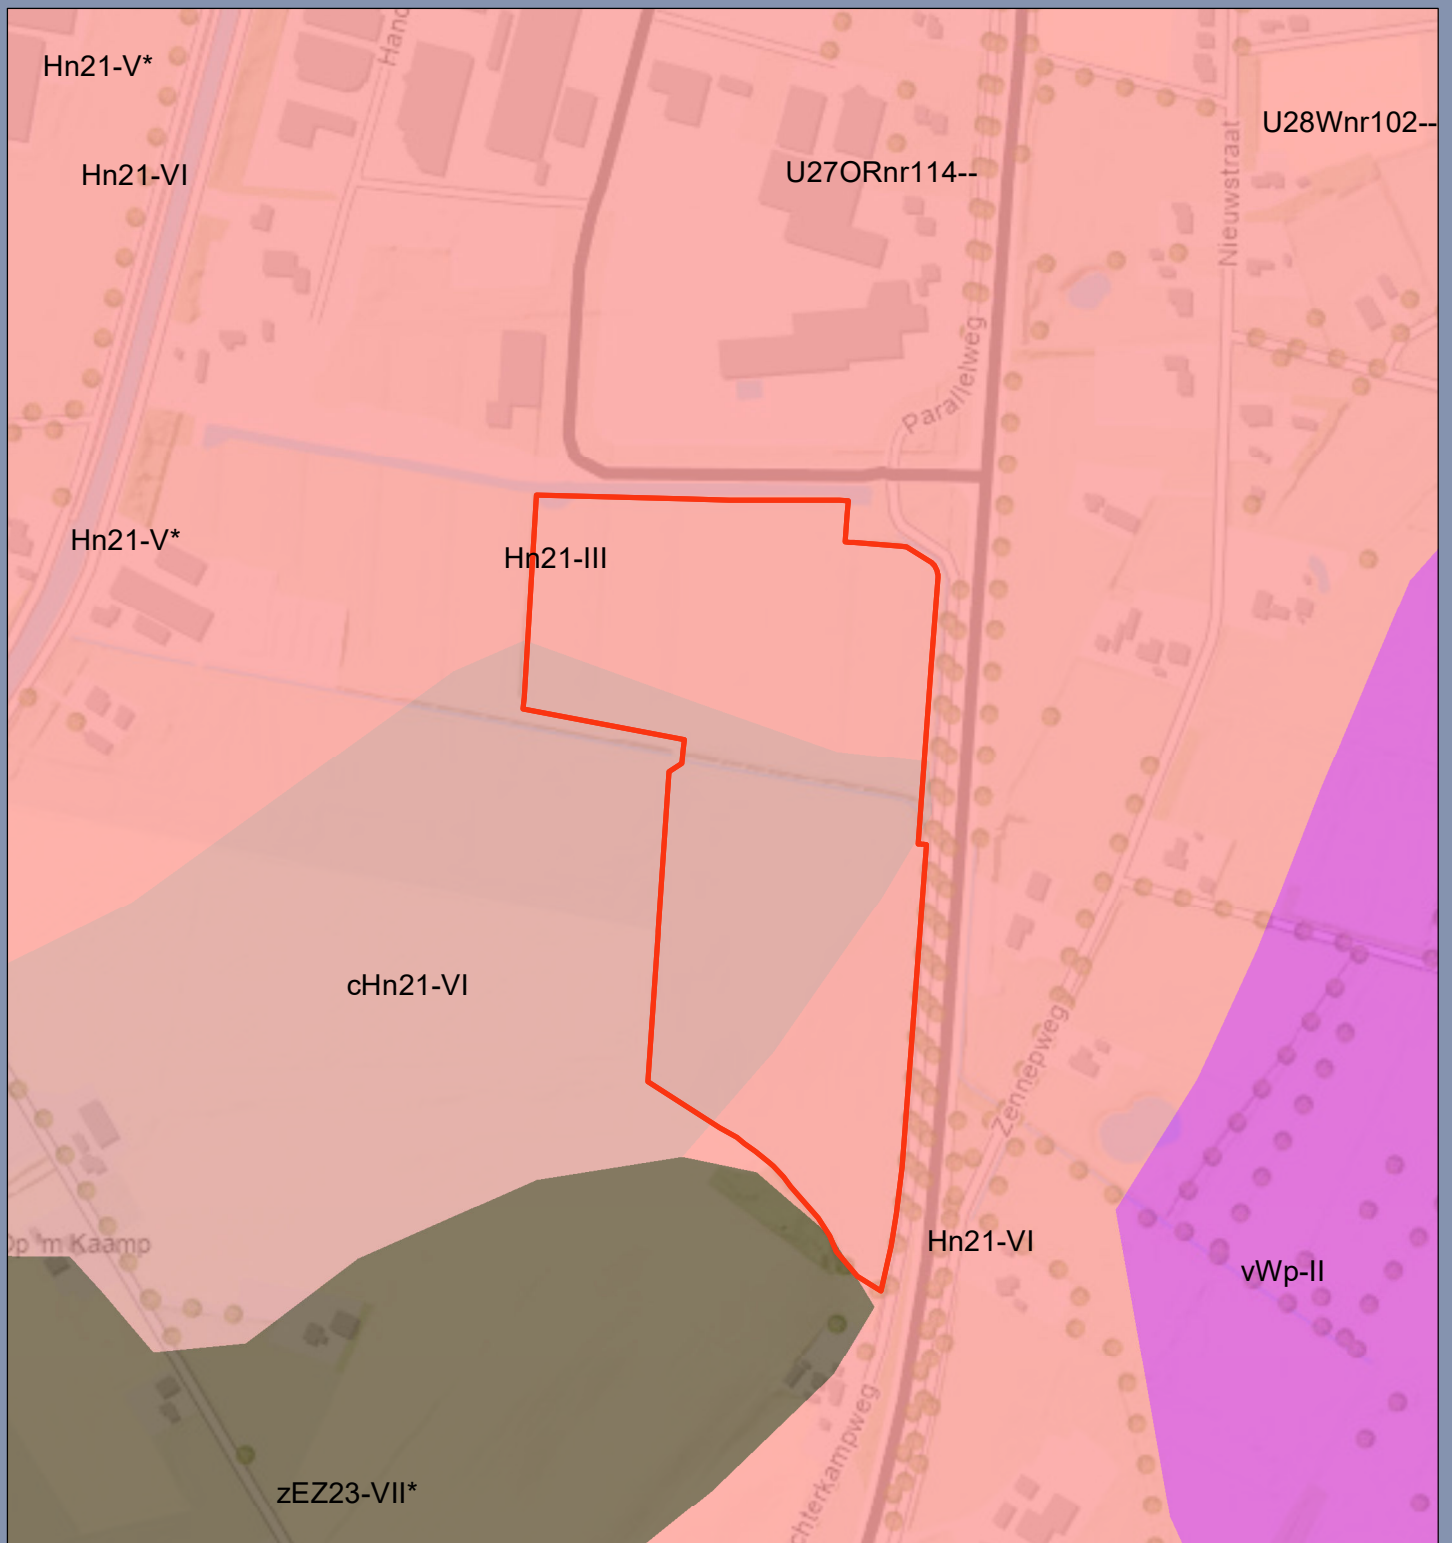 Hand
Hn21-V*
U28Wnr102--
Hn21-VI
U27ORnr114--
Nieuwstraat
Parallelweg
Hn21-V*
Hn21-III
cHn21-VI
Zennepweg
Op 'm Kaamp
Hn21-VI
vWp-II
chterkampweg
zEZ23-VII*